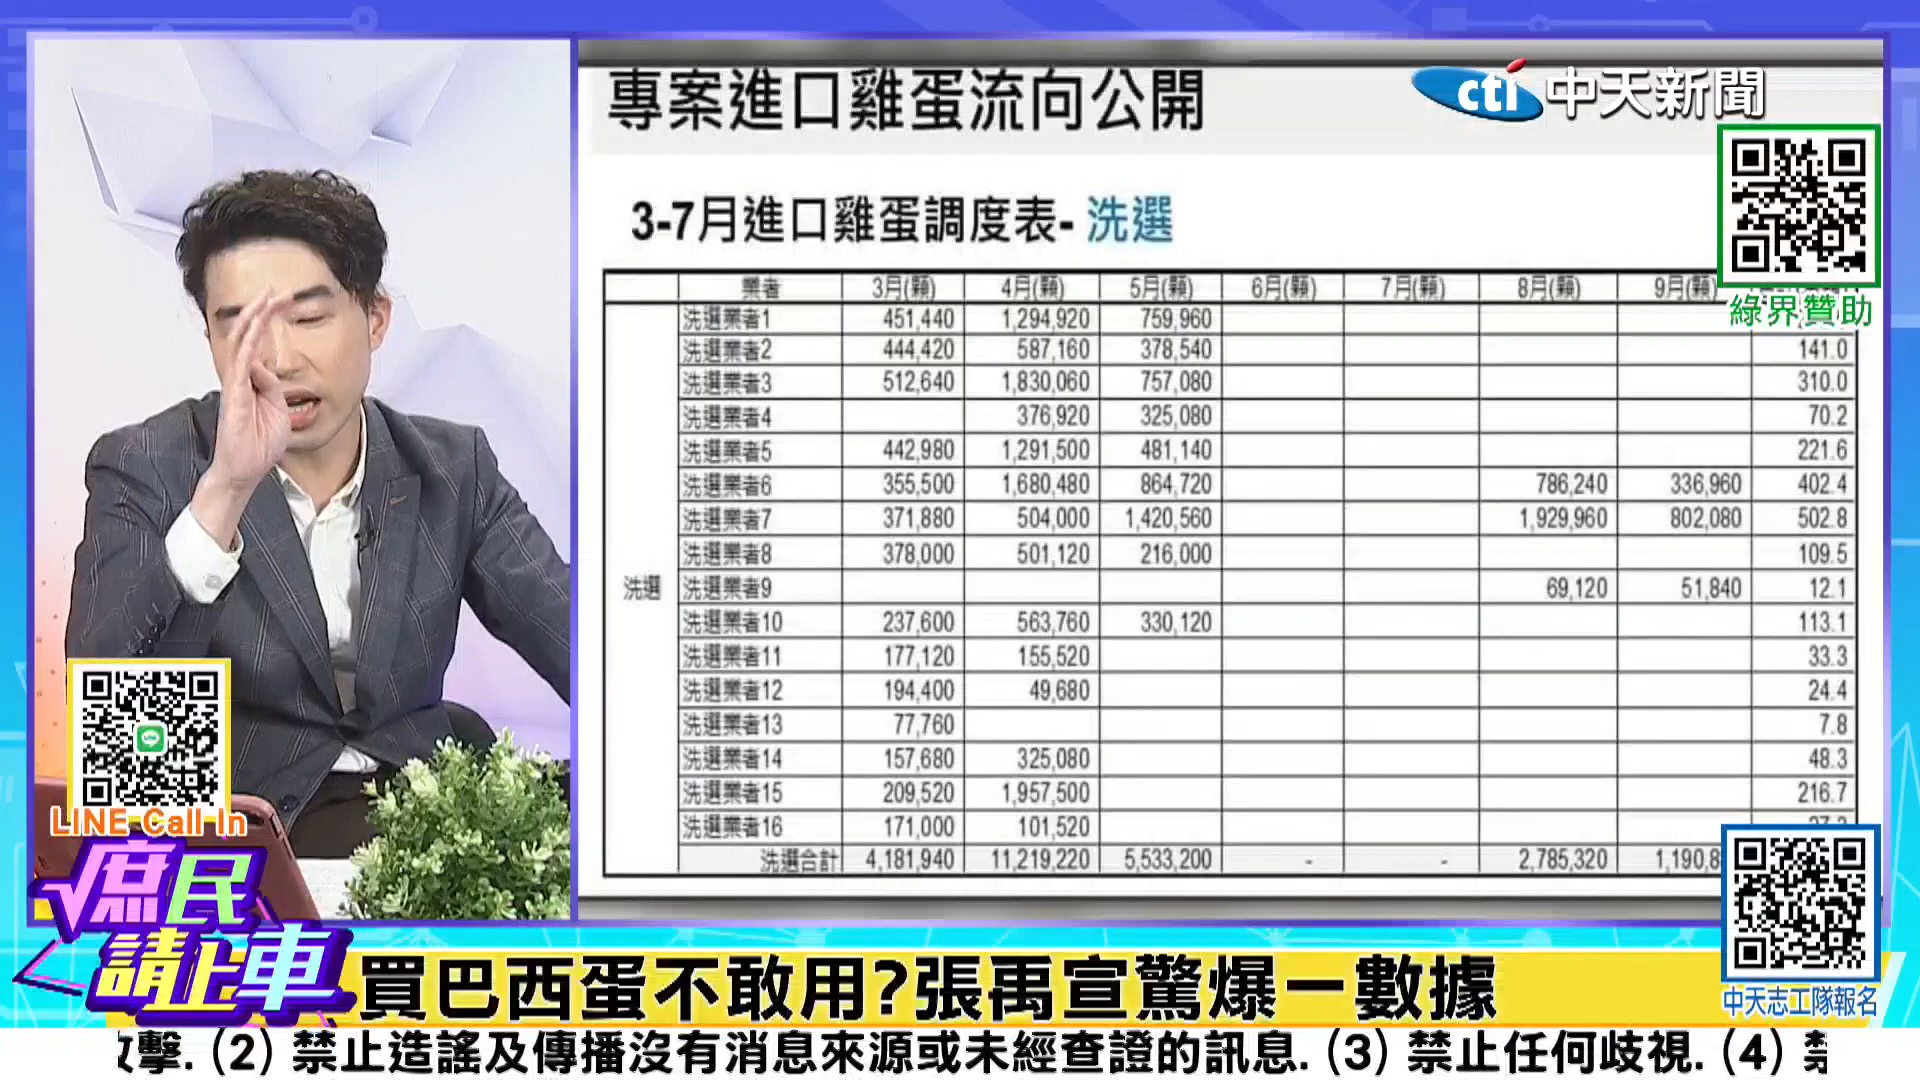 專案進口雞蛋流向公開
cti 中天新聞
3-7月進口雞蛋調度表- 洗選
綠界贊助
業者 3月(顆) 4月(顆) 5月(顆) 6月(顆) 7月(顆) 8月(顆) 9月(顆)
洗選業者1 451,440 1,294,920 759,960
洗選業者2 444,420 587,160 378,540 141.0
洗選業者3 512,640 1,830,060 757,080 310.0
洗選業者4 376,920 325,080 70.2
洗選業者5 442,980 1,291,500 481,140 221.6
洗選業者6 355,500 1,680,480 864,720 786,240 336,960 402.4
洗選業者7 371,880 504,000 1,420,560 1,929,960 802,080 502.8
洗選業者8 378,000 501,120 216,000 109.5
洗選 洗選業者9 69,120 51,840 12.1
洗選業者10 237,600 563,760 330,120 113.1
洗選業者11 177,120 155,520 33.3
洗選業者12 194,400 49,680 24.4
洗選業者13 77,760 7.8
洗選業者14 157,680 325,080 48.3
洗選業者15 209,520 1,957,500 216.7
洗選業者16 171,000 101,520
洗選合計 4,181,940 11,219,220 5,533,200 - - 2,785,320 1,190,8
LINE Call In
庶民請上車
買巴西蛋不敢用?張禹宣驚爆一數據
中天志工隊報名
攻擊. (2) 禁止造謠及傳播沒有消息來源或未經查證的訊息. (3) 禁止任何歧視. (4) 禁